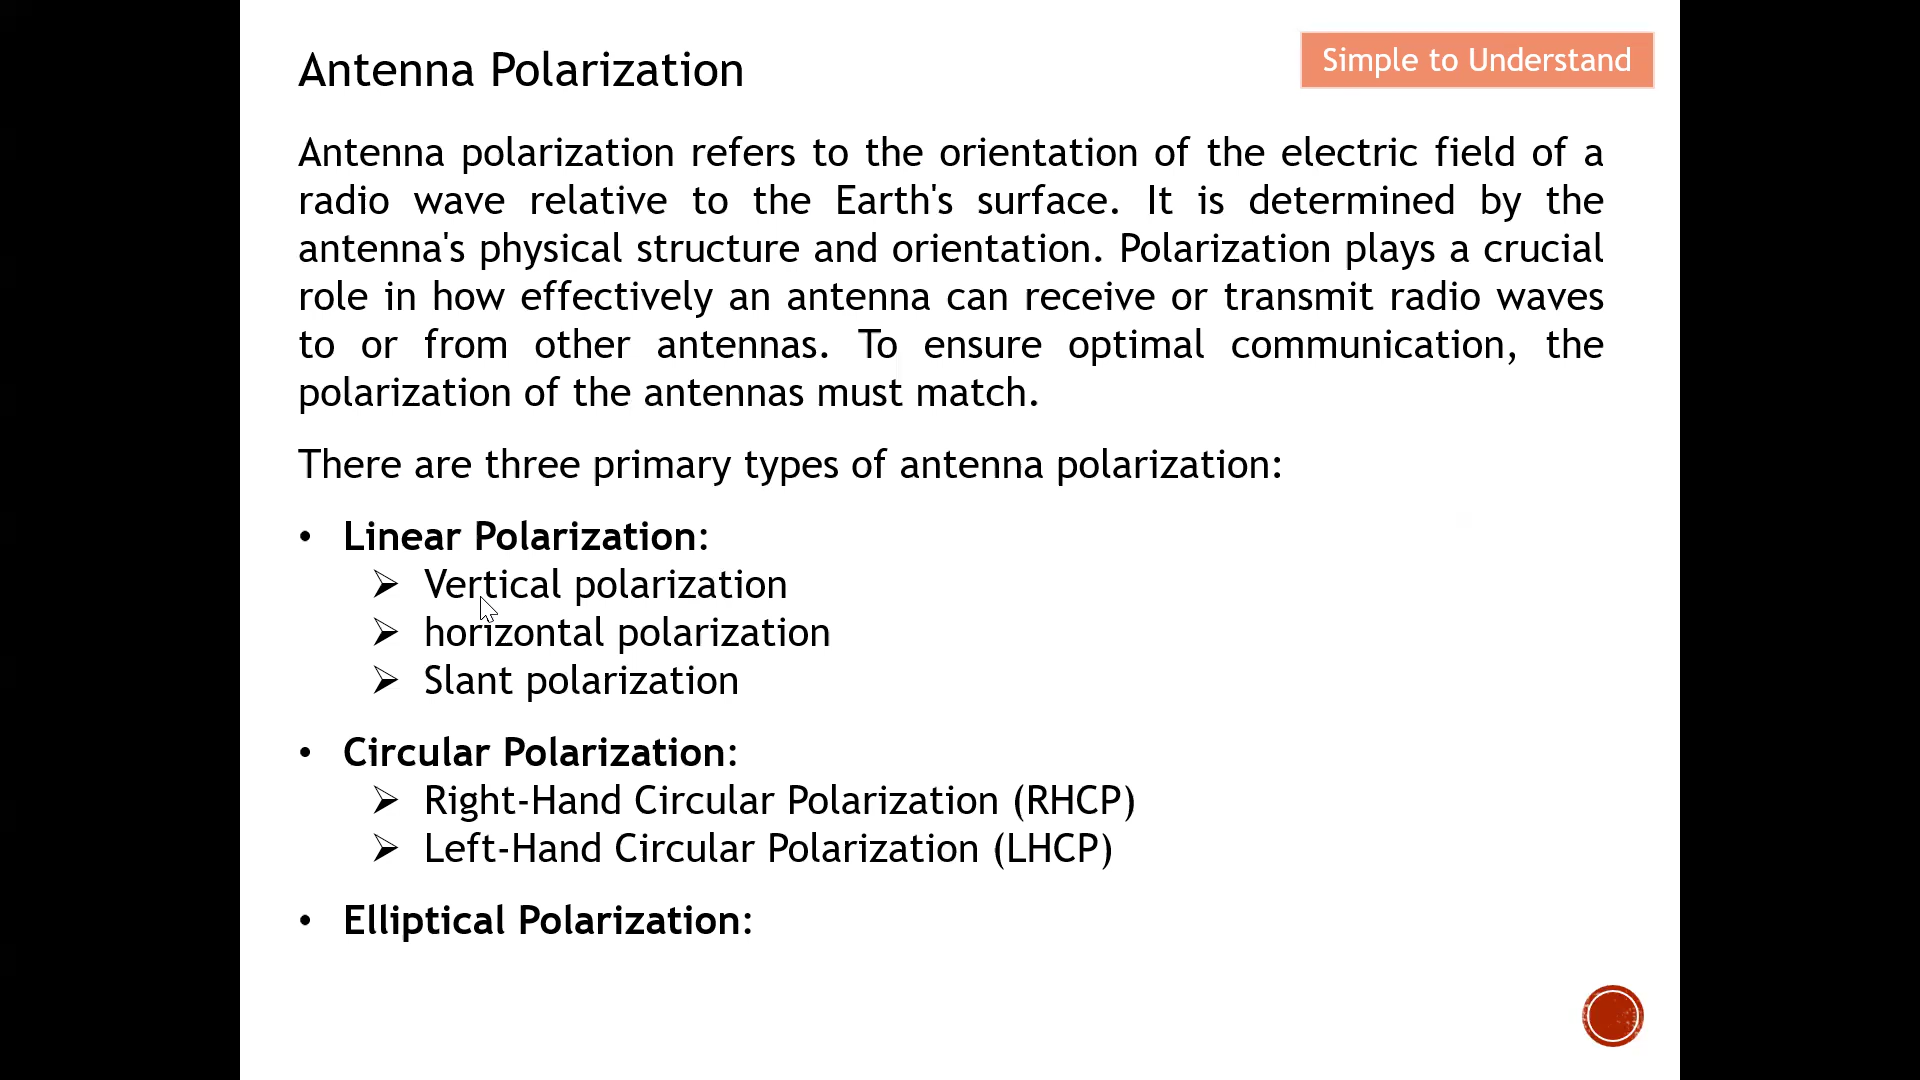 Antenna Polarization
Simple to Understand
Antenna polarization refers to the orientation of the electric field of a
radio wave relative to the Earth's surface. It is determined by the
antenna's physical structure and orientation. Polarization plays a crucial
role in how effectively an antenna can receive or transmit radio waves
to or from other antennas. To ensure optimal communication, the
polarization of the antennas must match.
There are three primary types of antenna polarization:
• Linear Polarization:
➢ Vertical polarization
➢ horizontal polarization
➢ Slant polarization
• Circular Polarization:
➢ Right-Hand Circular Polarization (RHCP)
➢ Left-Hand Circular Polarization (LHCP)
• Elliptical Polarization: